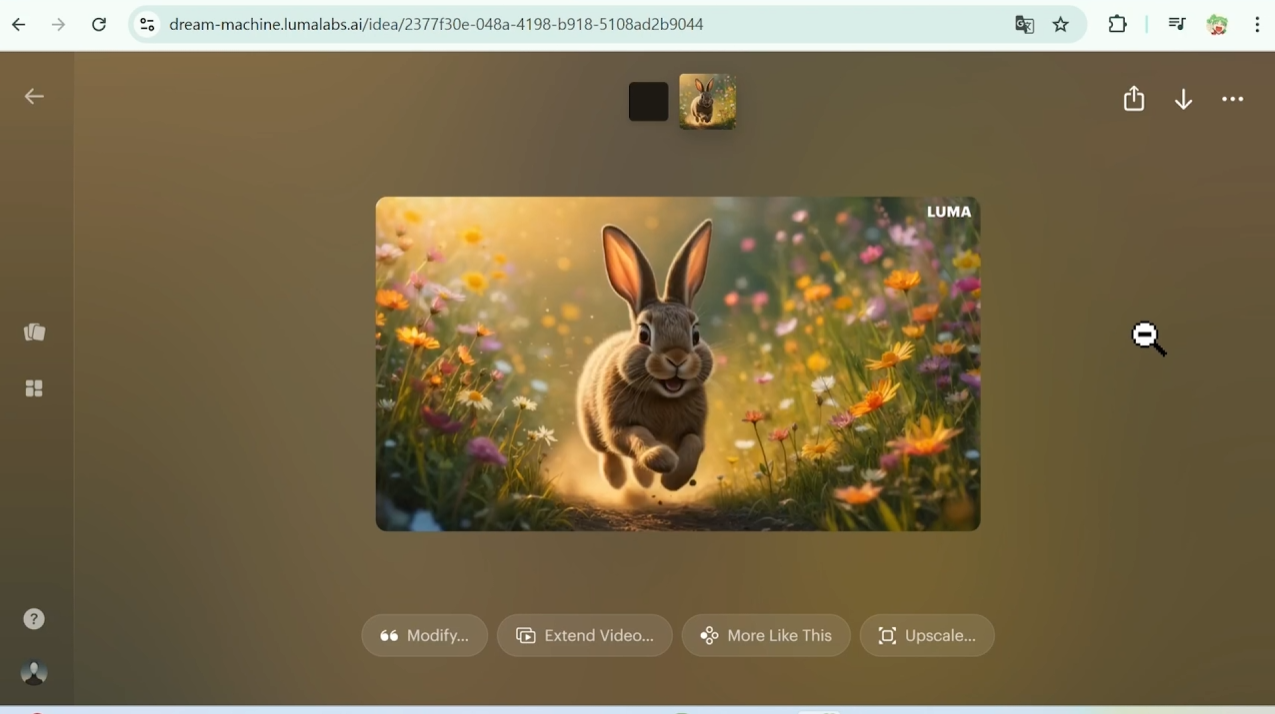 dream-machine.lumalabs.ai/idea/2377f30e-048a-4198-b918-5108ad2b9044
LUMA
?
Modify...
Extend Video...
More Like This
Upscale...